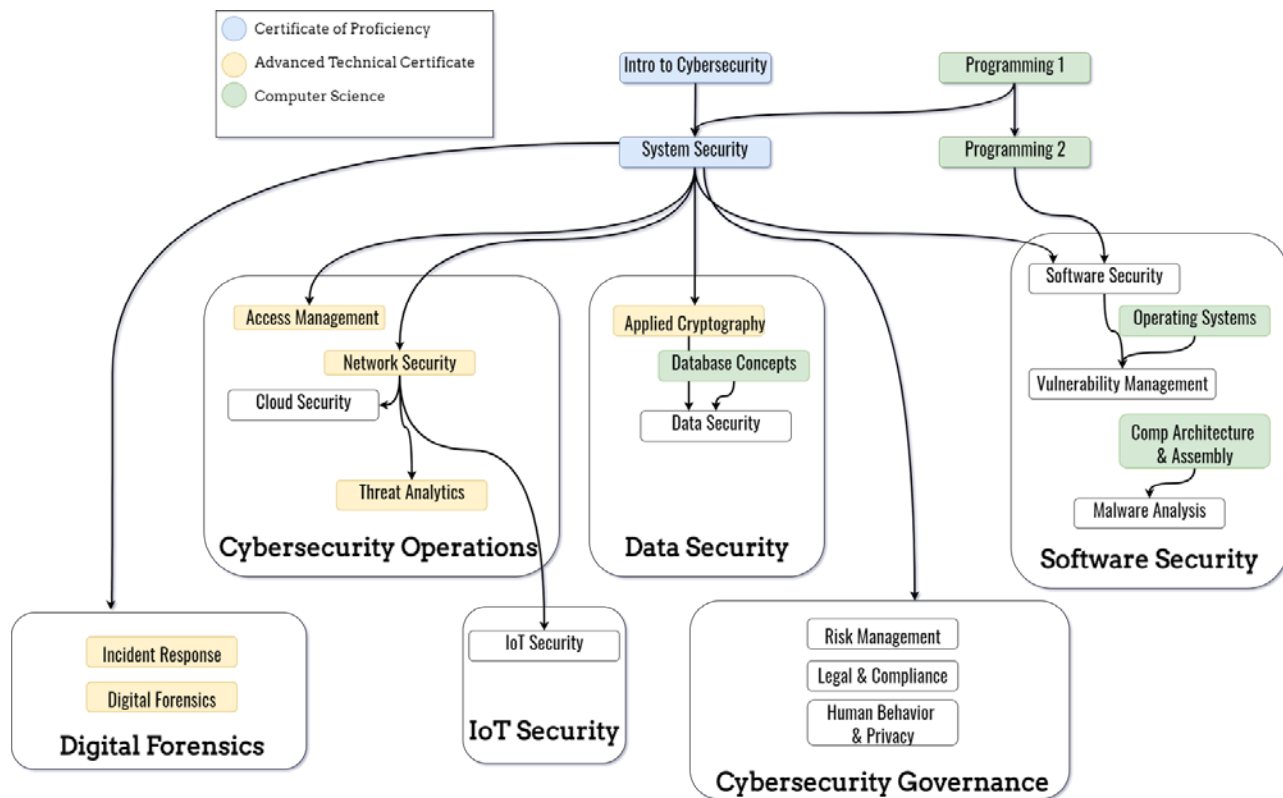 Certificate of Proficiency
Advanced Technical Certificate
Computer Science
Intro to Cybersecurity
Programming 1
System Security
Programming 2
Access Management
Network Security
Cloud Security
Threat Analytics
Cybersecurity Operations
Applied Cryptography
Database Concepts
Data Security
Data Security
Software Security
Operating Systems
Vulnerability Management
Comp Architecture
& Assembly
Malware Analysis
Software Security
Incident Response
Digital Forensics
Digital Forensics
IoT Security
IoT Security
Risk Management
Legal & Compliance
Human Behavior
& Privacy
Cybersecurity Governance